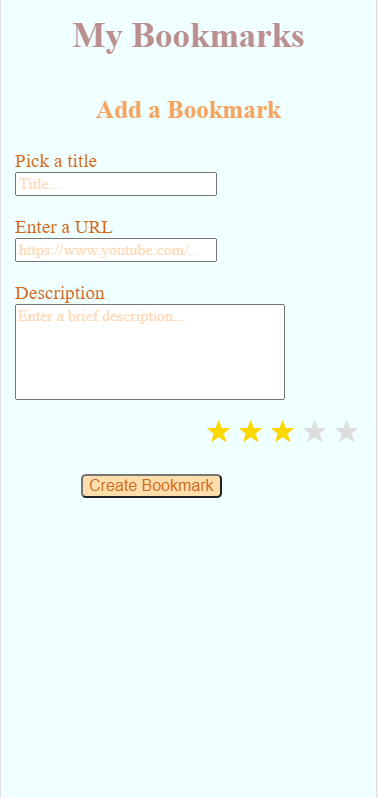 My Bookmarks
Add a Bookmark
Pick a title
Title...
Enter a URL
https://www.youtube.com/..
Description
Enter a brief description...
Create Bookmark